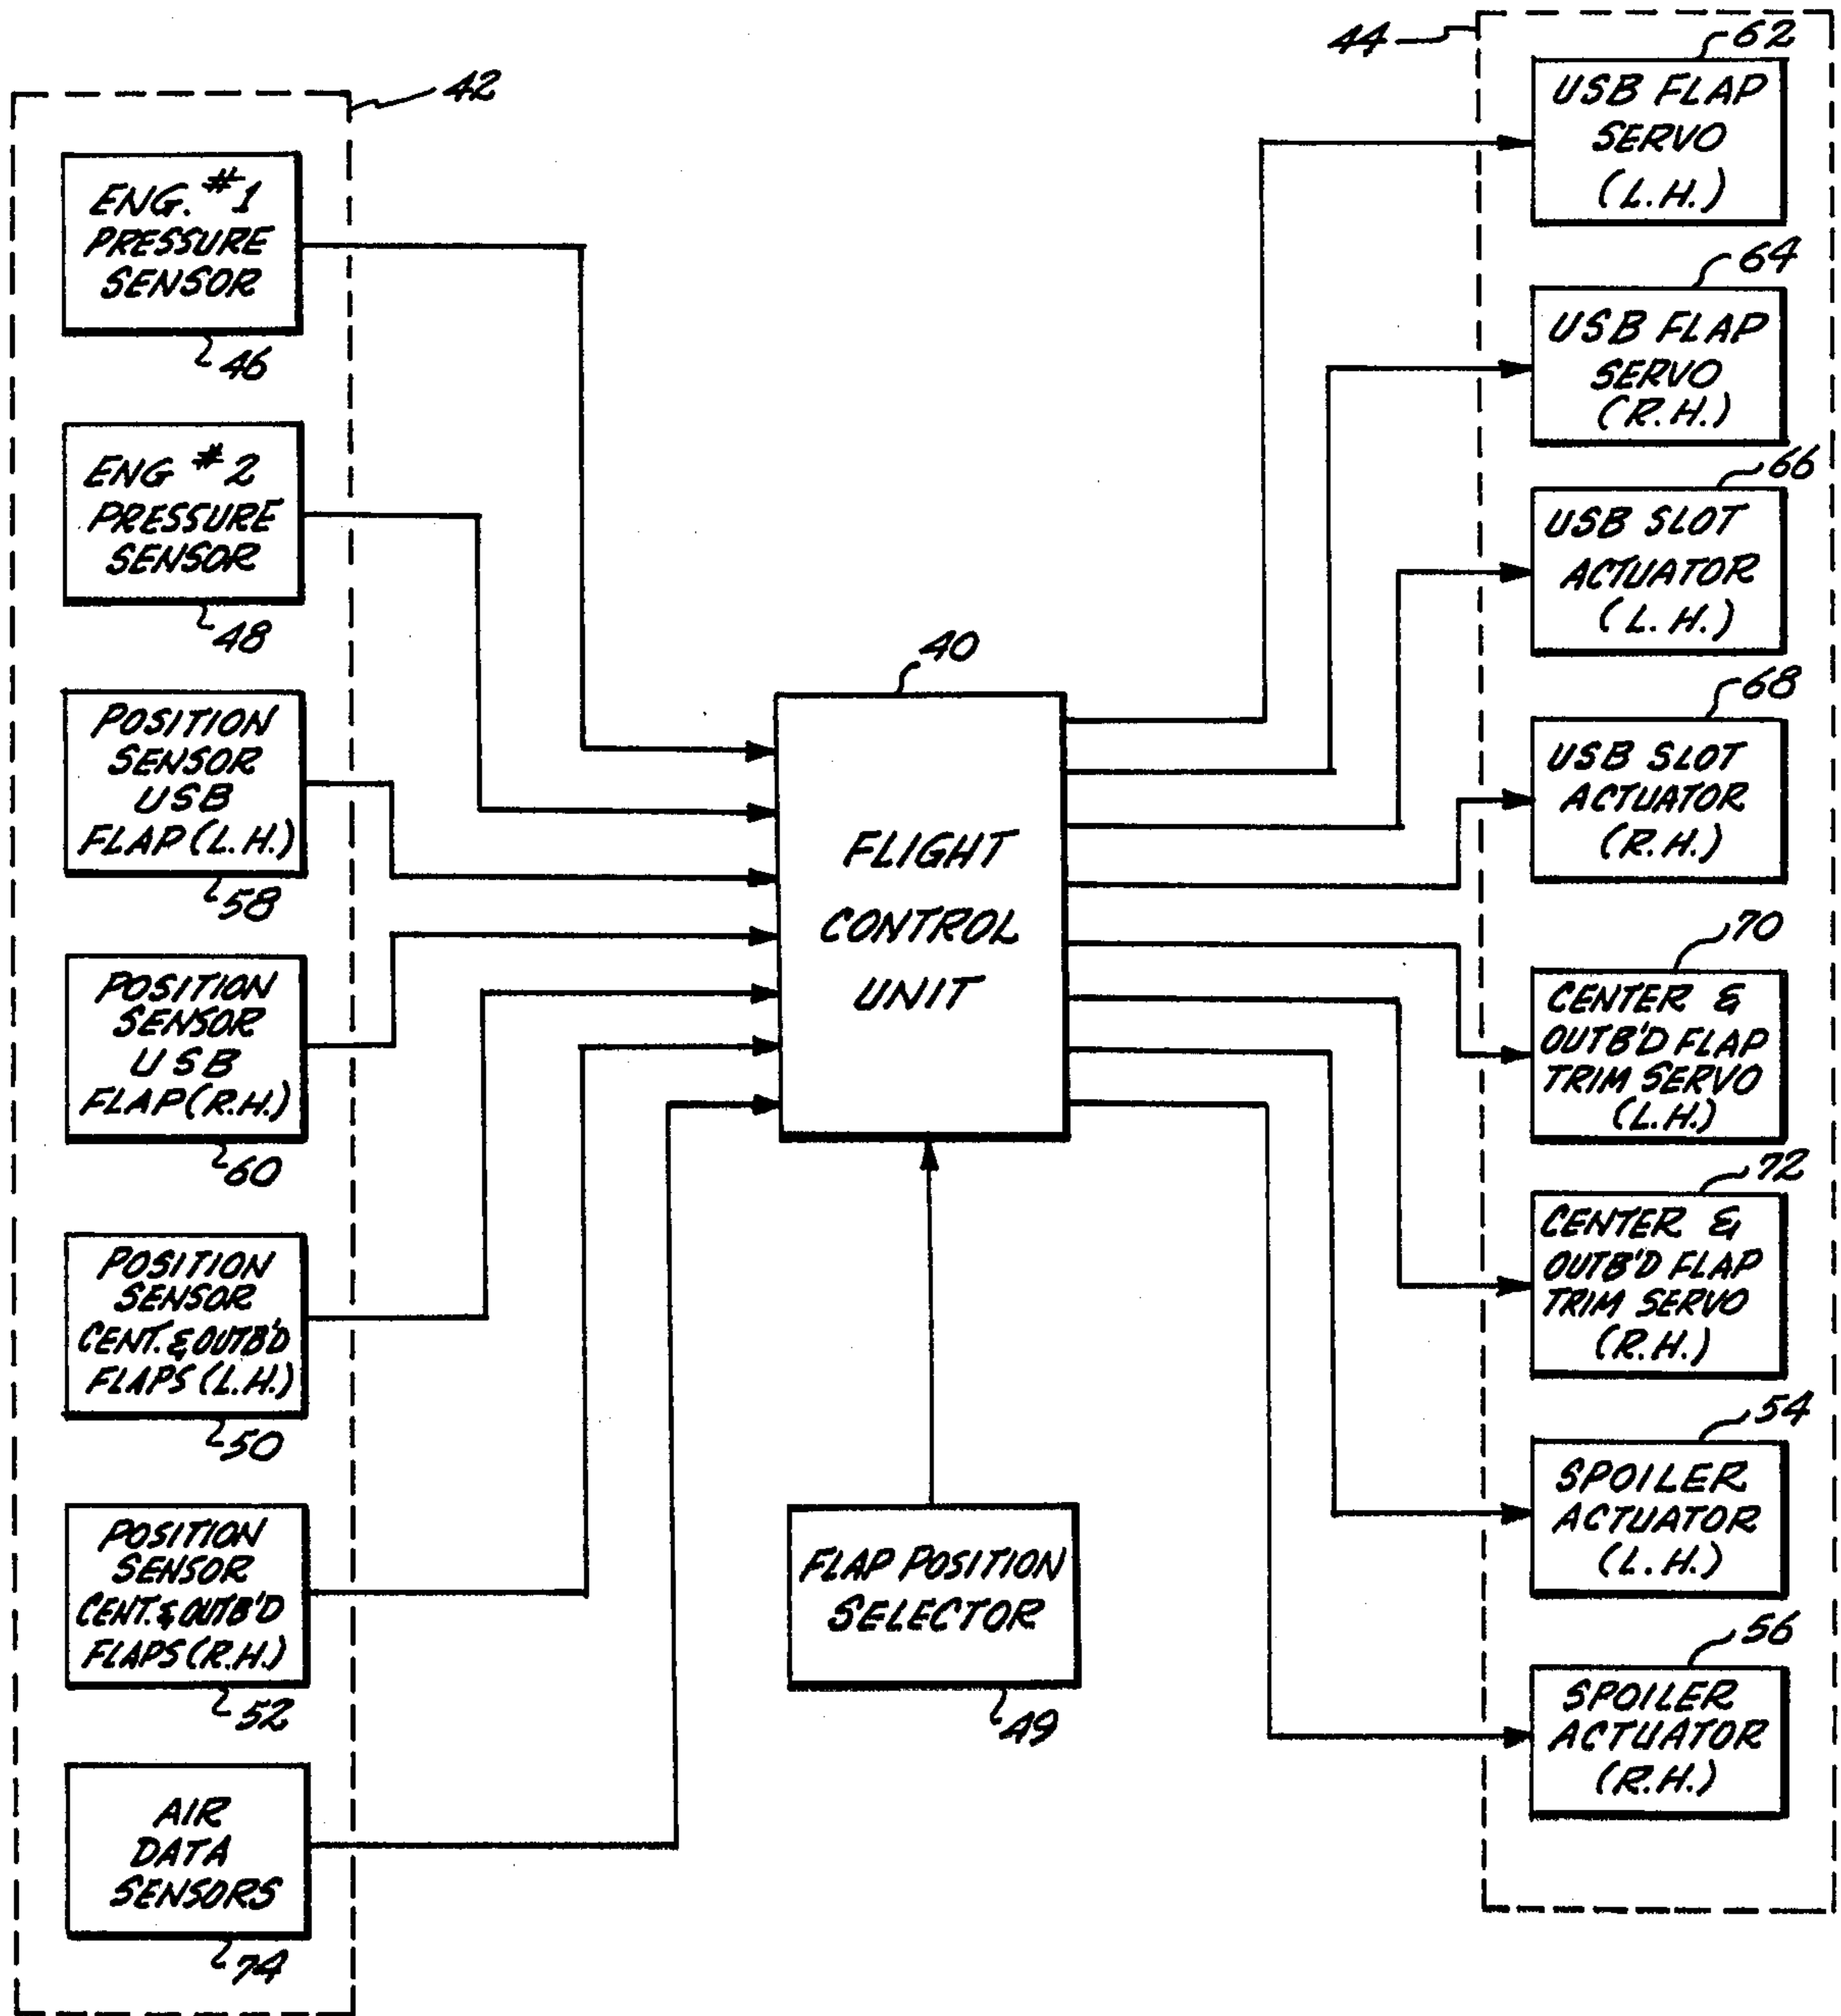 42
ENG. #1
PRESSURE
SENSOR
46
ENG #2
PRESSURE
SENSOR
48
POSITION
SENSOR
USB
FLAP (L.H.)
58
POSITION
SENSOR
USB
FLAP (R.H.)
60
POSITION
SENSOR
CENT. & OUTB'D
FLAPS (L.H.)
50
POSITION
SENSOR
CENT. & OUTB'D
FLAPS (R.H.)
52
AIR
DATA
SENSORS
74
40
FLIGHT
CONTROL
UNIT
FLAP POSITION
SELECTOR
49
44
62
USB FLAP
SERVO
(L.H.)
64
USB FLAP
SERVO
(R.H.)
66
USB SLOT
ACTUATOR
(L.H.)
68
USB SLOT
ACTUATOR
(R.H.)
70
CENTER &
OUTB'D FLAP
TRIM SERVO
(L.H.)
72
CENTER &
OUTB'D FLAP
TRIM SERVO
(R.H.)
54
SPOILER
ACTUATOR
(L.H.)
56
SPOILER
ACTUATOR
(R.H.)